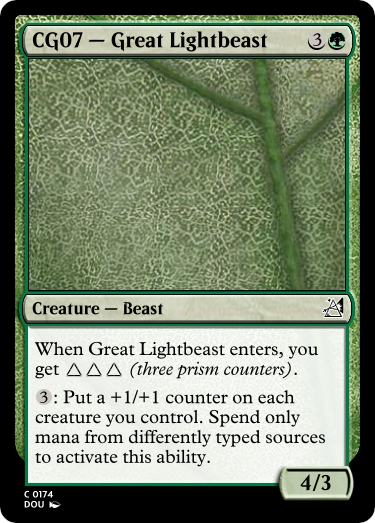 CG07 — Great Lightbeast 3
Creature — Beast
When Great Lightbeast enters, you
get △ △ △ (three prism counters).
3: Put a +1/+1 counter on each
creature you control. Spend only
mana from differently typed sources
to activate this ability.
4/3
C 0174
DOU